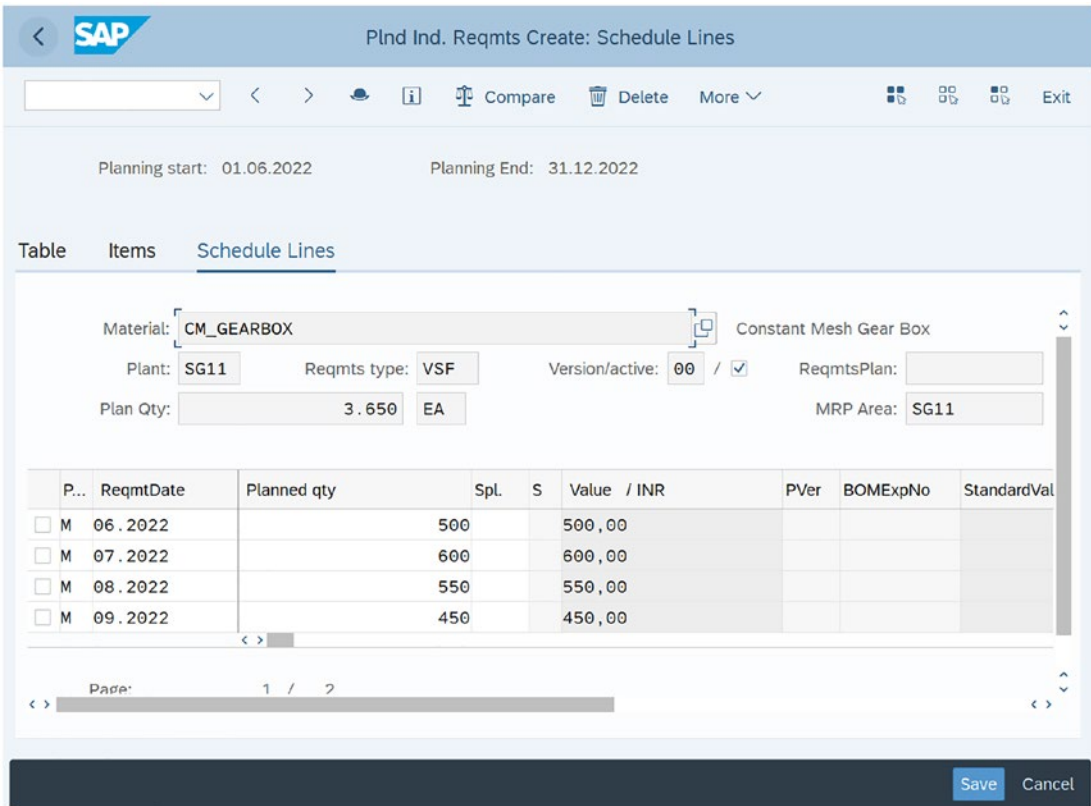 SAP Plnd Ind. Reqmts Create: Schedule Lines
Compare Delete More Exit
Planning start: 01.06.2022 Planning End: 31.12.2022
Table Items Schedule Lines
Material: CM_GEARBOX Constant Mesh Gear Box
Plant: SG11 Reqmts type: VSF Version/active: 00 / ReqmtsPlan:
Plan Qty: 3.650 EA MRP Area: SG11
P... ReqmtDate Planned qty Spl. S Value / INR PVer BOMExpNo StandardVal
M 06.2022 500 500,00
M 07.2022 600 600,00
M 08.2022 550 550,00
M 09.2022 450 450,00
Page: 1 / 2
Save Cancel